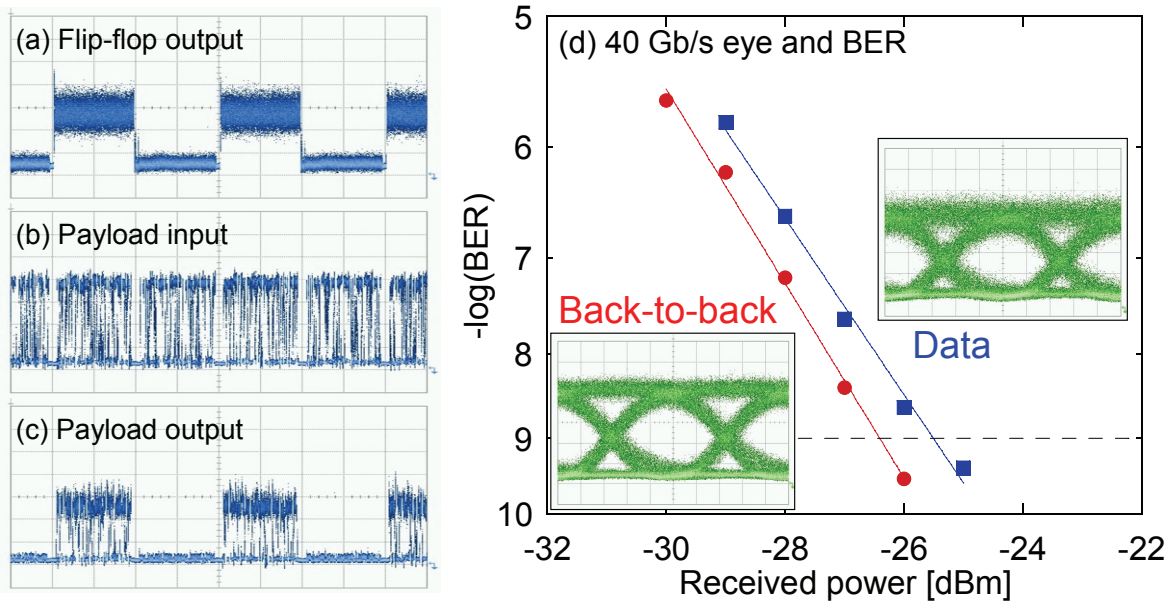 (a) Flip-flop output
(b) Payload input
(c) Payload output
(d) 40 Gb/s eye and BER
-log(BER)
5
6
7
8
9
10
Back-to-back
Data
-32
-30
-28
-26
-24
-22
Received power [dBm]